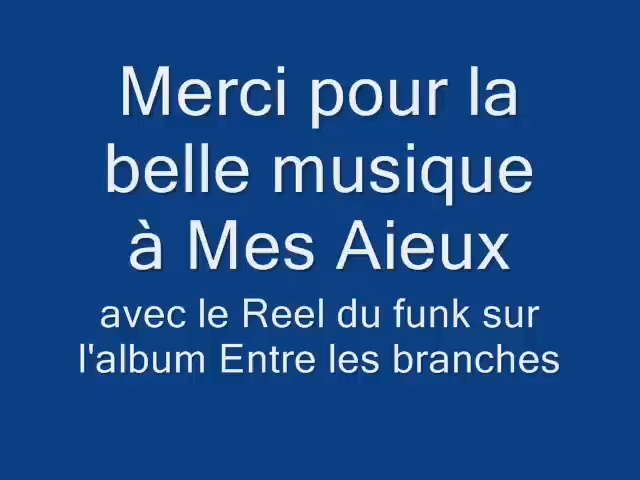 Merci pour la
belle musique
à Mes Aieux
avec le Reel du funk sur
l'album Entre les branches